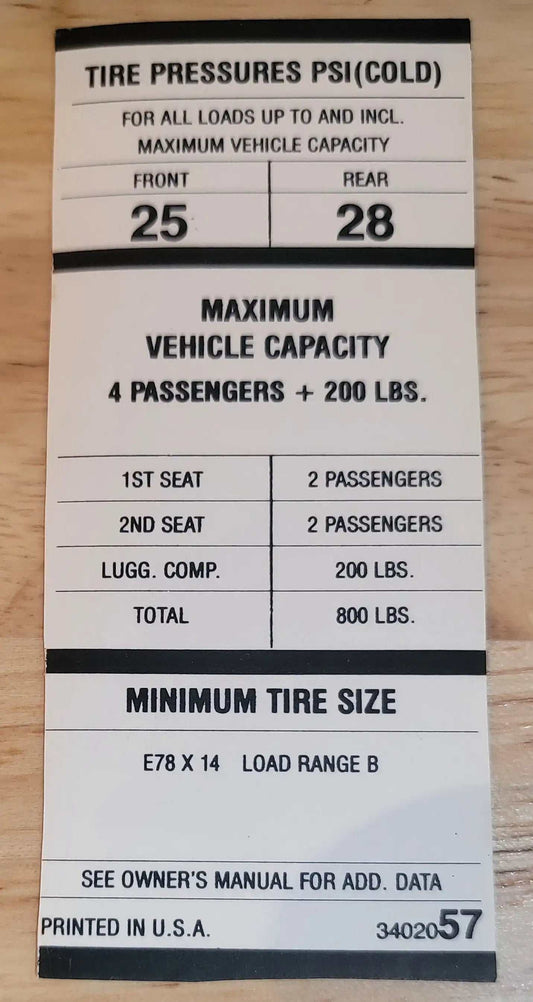 TIRE PRESSURES PSI(COLD)
FOR ALL LOADS UP TO AND INCL.
MAXIMUM VEHICLE CAPACITY
FRONT REAR
25 28
MAXIMUM
VEHICLE CAPACITY
4 PASSENGERS + 200 LBS.
1ST SEAT 2 PASSENGERS
2ND SEAT 2 PASSENGERS
LUGG. COMP. 200 LBS.
TOTAL 800 LBS.
MINIMUM TIRE SIZE
E78 X 14 LOAD RANGE B
SEE OWNER'S MANUAL FOR ADD. DATA
PRINTED IN U.S.A. 3402057